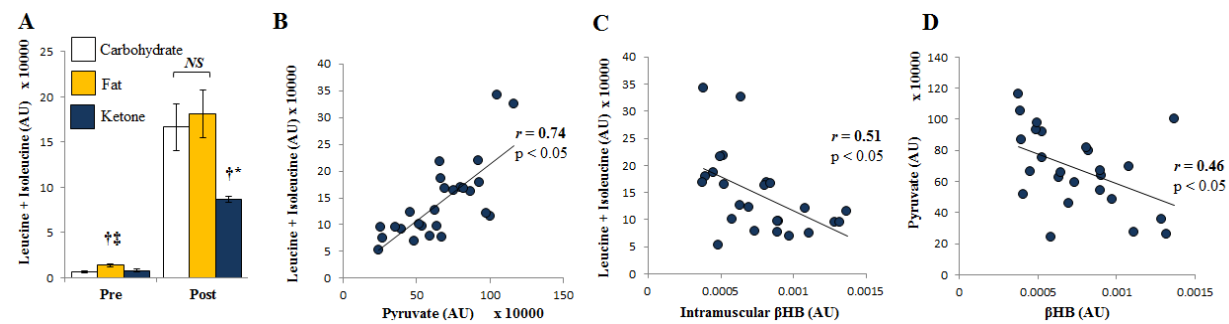 A
Leucine + Isoleucine (AU) x 10000
25
20
15
10
5
0
Carbohydrate
Fat
Ketone
NS
†*
†‡
Pre
Post
B
Leucine + Isoleucine (AU) x 10000
40
35
30
25
20
15
10
5
0
r = 0.74
p < 0.05
0
50
100
150
Pyruvate (AU) x 10000
C
Leucine + Isoleucine (AU) x 10000
40
35
30
25
20
15
10
5
0
r = 0.51
p < 0.05
0
0.0005
0.001
0.0015
Intramuscular βHB (AU)
D
Pyruvate (AU) x 10000
140
120
100
80
60
40
20
0
r = 0.46
p < 0.05
0
0.0005
0.001
0.0015
βHB (AU)